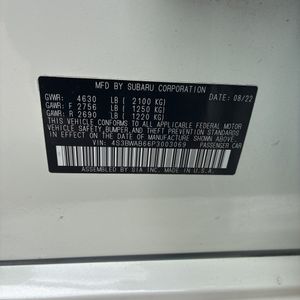 MFD BY SUBARU CORPORATION DATE: 08/22
GVWR: 4630 LB ( 2100 KG)
GAWR: F 2756 LB ( 1250 KG)
GAWR: R 2690 LB ( 1220 KG)
THIS VEHICLE CONFORMS TO ALL APPLICABLE FEDERAL MOTOR
VEHICLE SAFETY, BUMPER, AND THEFT PREVENTION STANDARDS
IN EFFECT ON THE DATE OF MANUFACTURE SHOWN ABOVE.
VIN: 4S3BWAB66P3003069 PASSENGER CAR
ASSEMBLED BY SIA INC. MADE IN U.S.A.